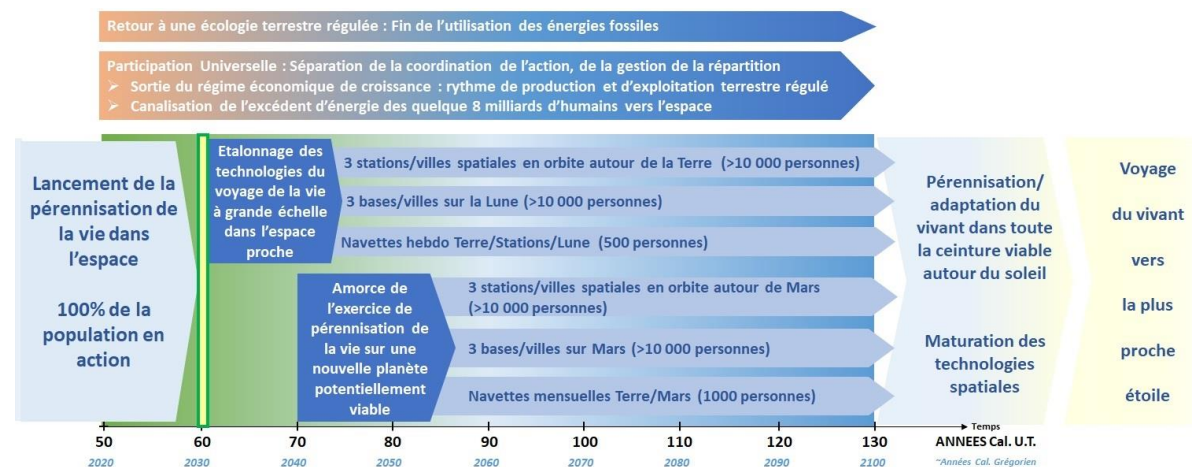 Retour à une écologie terrestre régulée : Fin de l'utilisation des énergies fossiles
Participation Universelle : Séparation de la coordination de l'action, de la gestion de la répartition
➢ Sortie du régime économique de croissance : rythme de production et d'exploitation terrestre régulé
➢ Canalisation de l'excédent d'énergie des quelque 8 milliards d'humains vers l'espace
Lancement de la
pérennisation de
la vie dans
l'espace
100% de la
population en
action
Etalonnage des
technologies du
voyage de la vie
à grande échelle
dans l'espace
proche
3 stations/villes spatiales en orbite autour de la Terre (>10 000 personnes)
3 bases/villes sur la Lune (>10 000 personnes)
Navettes hebdo Terre/Stations/Lune (500 personnes)
Amorce de
l'exercice de
pérennisation de
la vie sur une
nouvelle planète
potentiellement
viable
3 stations/villes spatiales en orbite autour de Mars
(>10 000 personnes)
3 bases/villes sur Mars (>10 000 personnes)
Navettes mensuelles Terre/Mars (1000 personnes)
Pérennisation/
adaptation du
vivant dans toute
la ceinture viable
autour du soleil
Maturation des
technologies
spatiales
Voyage
du vivant
vers
la plus
proche
étoile
Temps
50 60 70 80 90 100 110 120 130 ANNEES Cal. U.T.
2020 2030 2040 2050 2060 2070 2080 2090 2100 ~Années Cal. Grégorien